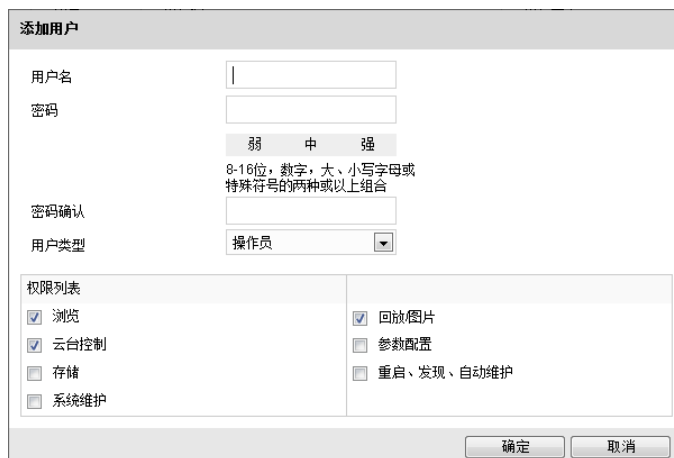 添加用户
用户名
密码
弱 中 强
8-16位，数字，大、小写字母或
特殊符号的两种或以上组合
密码确认
用户类型 操作员
权限列表
浏览 回放/图片
云台控制 参数配置
存储 重启、发现、自动维护
系统维护
确定 取消